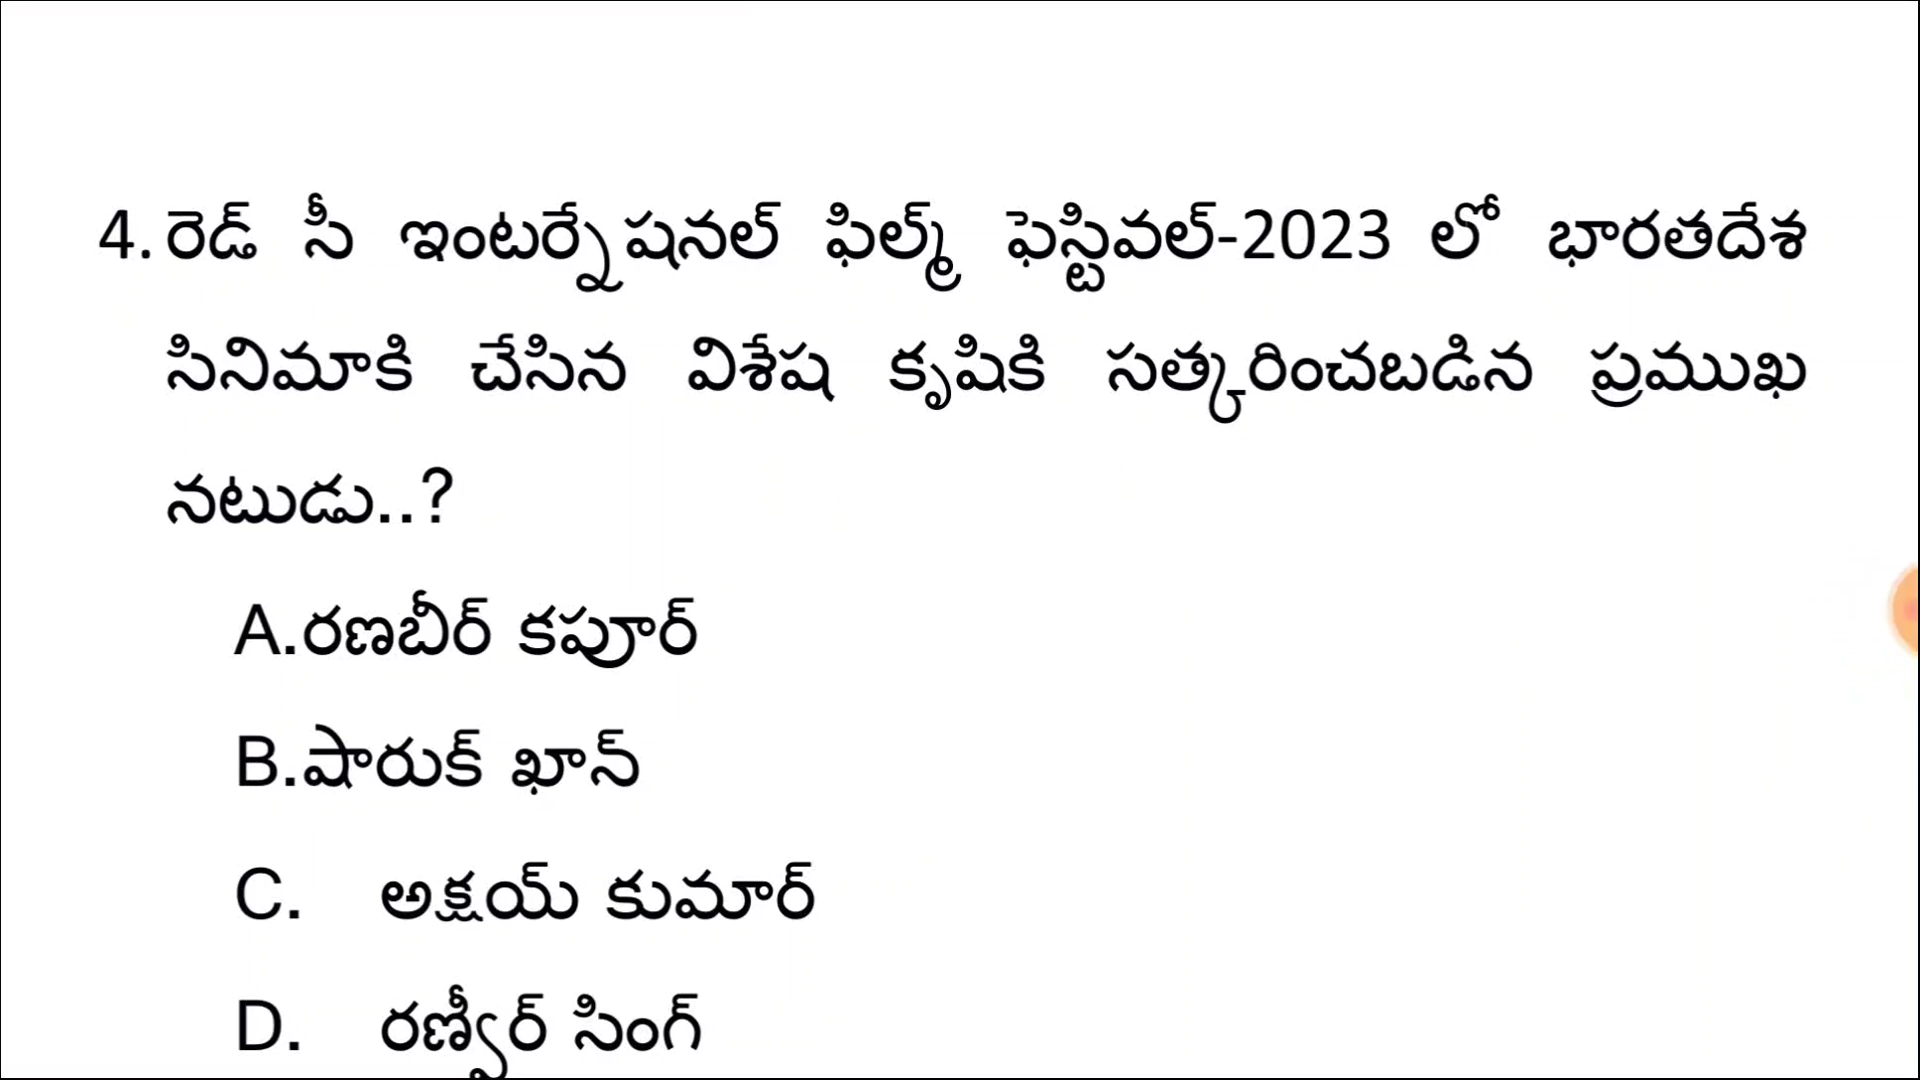 4. రెడ్ సీ ఇంటర్నేషనల్ ఫిల్మ్ ఫెస్టివల్-2023 లో భారతదేశ
సినిమాకి చేసిన విశేష కృషికి సత్కరించబడిన ప్రముఖ
నటుడు..?
A.రణబీర్ కపూర్
B.షారుక్ ఖాన్
C. అక్షయ్ కుమార్
D. రణ్వీర్ సింగ్